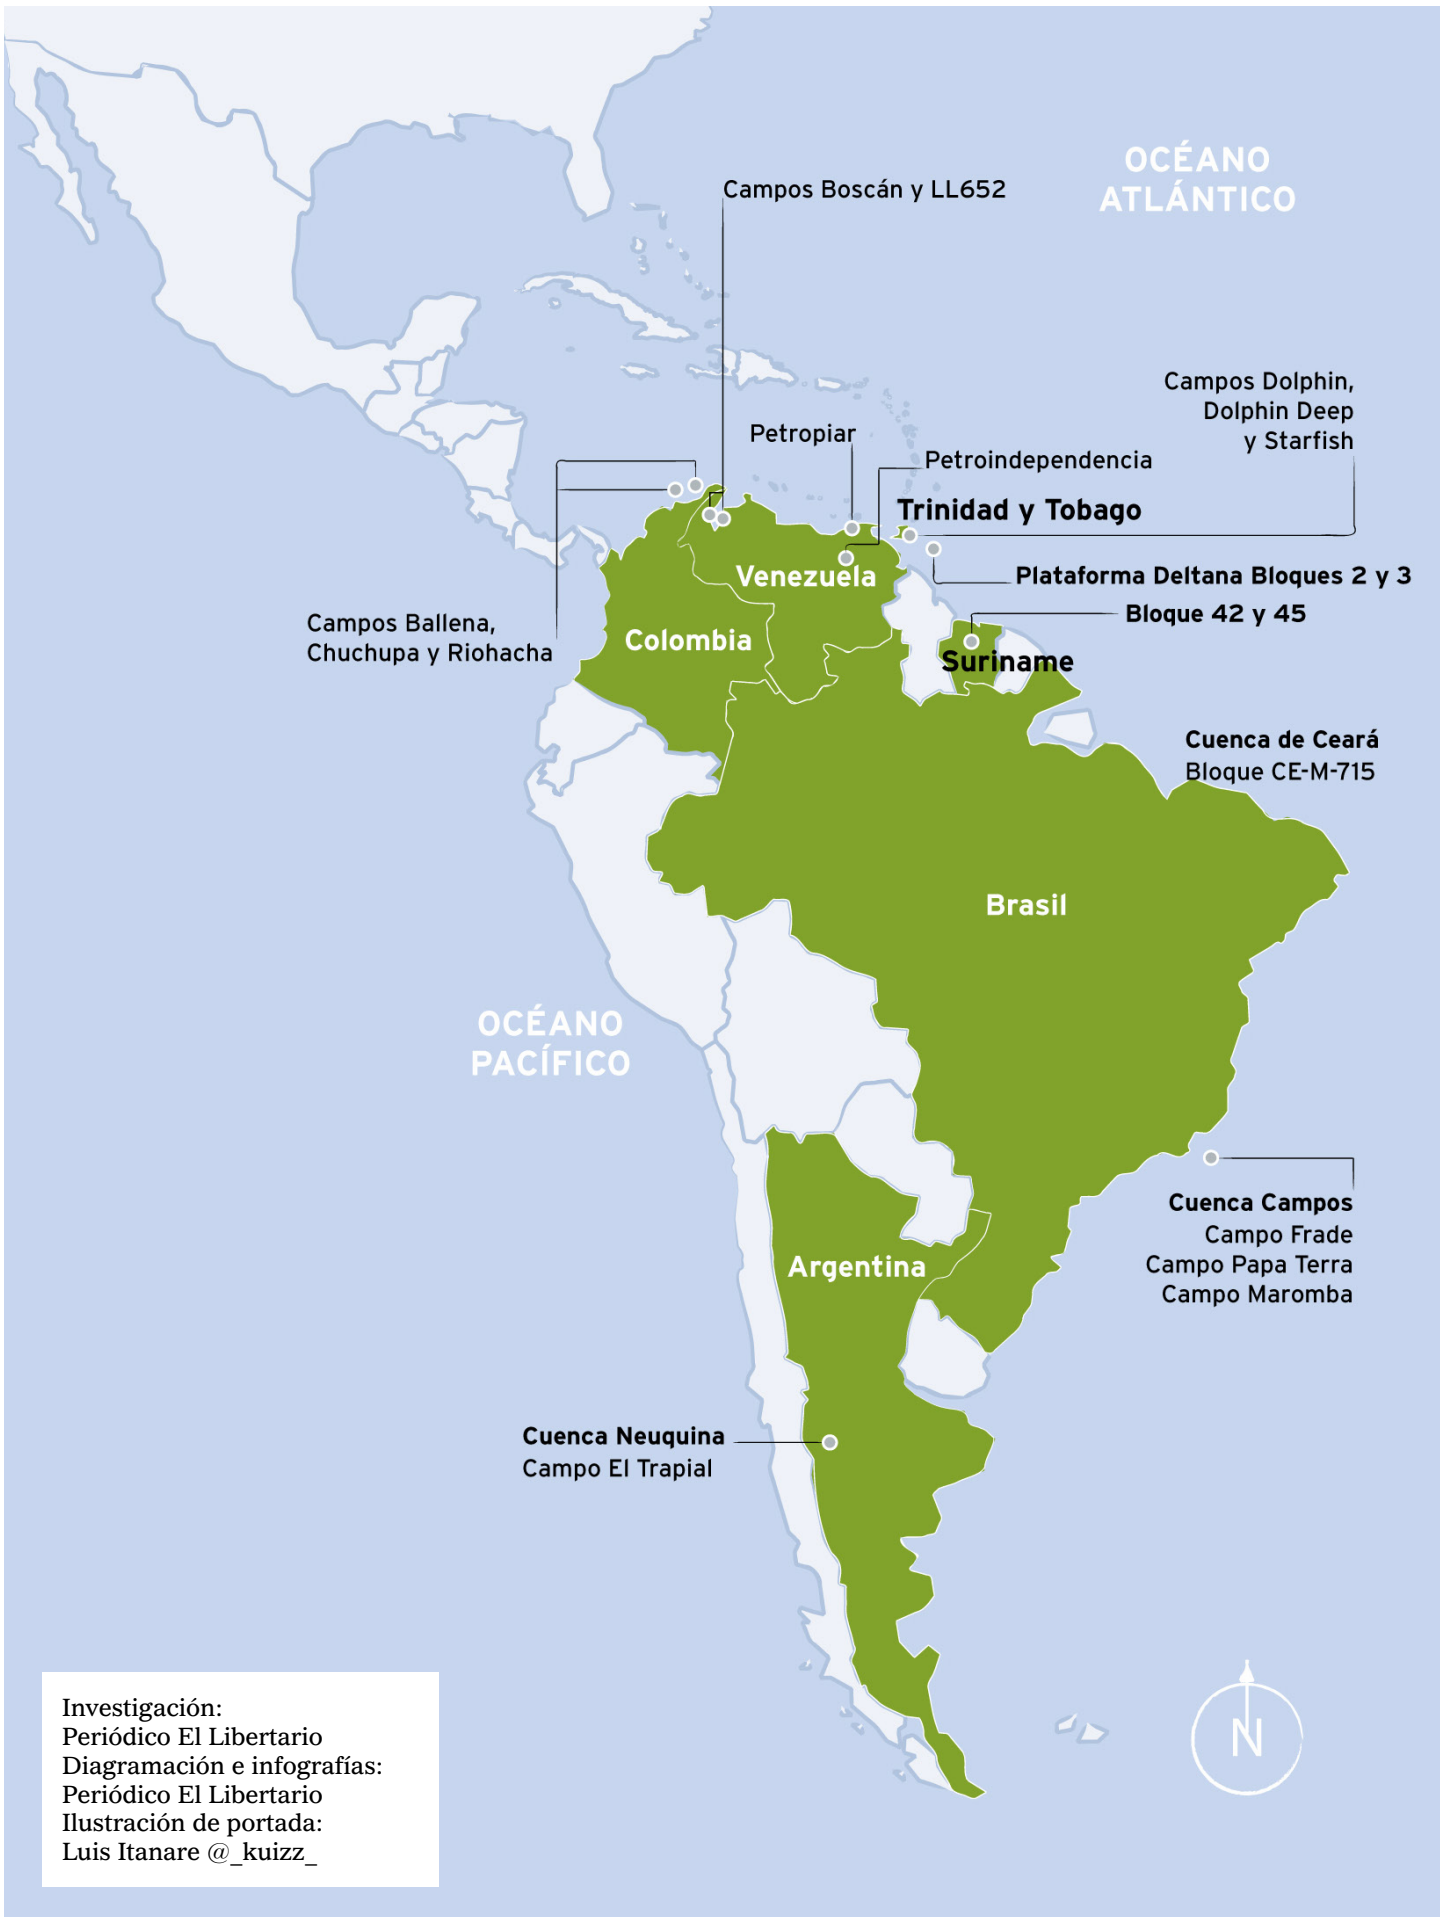 OCÉANO
ATLÁNTICO
Campos Boscán y LL652
Campos Dolphin,
Dolphin Deep
y Starfish
Petropiar
Petroindependencia
Trinidad y Tobago
Plataforma Deltana Bloques 2 y 3
Venezuela
Bloque 42 y 45
Campos Ballena,
Chuchupa y Riohacha
Colombia
Suriname
Cuenca de Ceará
Bloque CE-M-715
Brasil
OCÉANO
PACÍFICO
Cuenca Campos
Campo Frade
Campo Papa Terra
Campo Maromba
Argentina
Cuenca Neuquina
Campo El Trapial
N
Investigación:
Periódico El Libertario
Diagramación e infografías:
Periódico El Libertario
Ilustración de portada:
Luis Itanare @_kuizz_